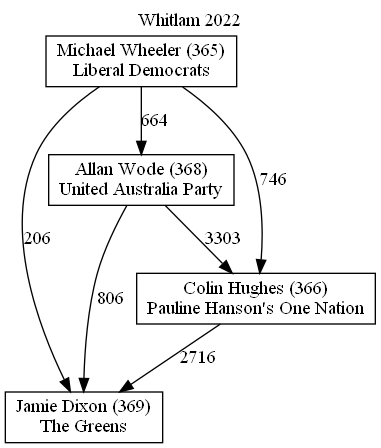 Whitlam 2022
Michael Wheeler (365)
Liberal Democrats
664
Allan Wode (368)
United Australia Party
746
206
3303
806
Colin Hughes (366)
Pauline Hanson's One Nation
2716
Jamie Dixon (369)
The Greens